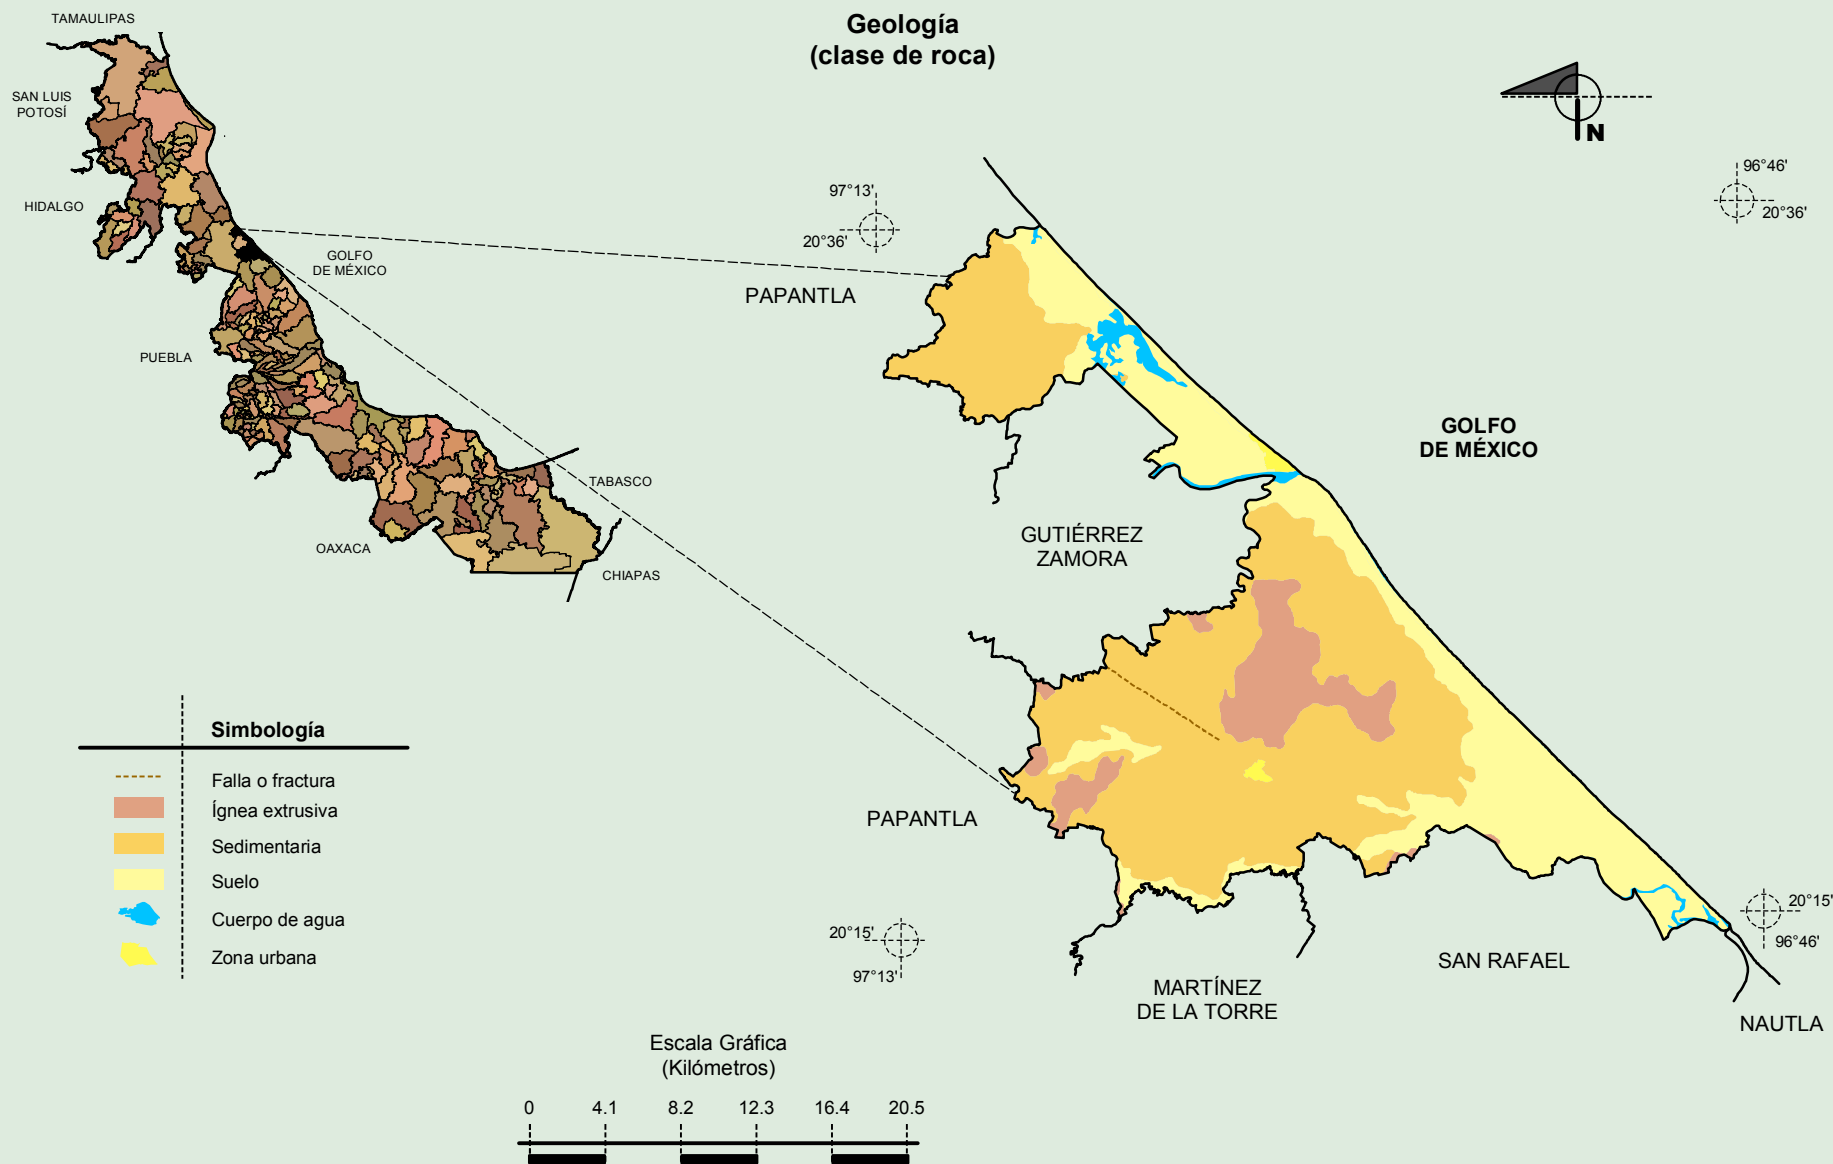 Geología
(clase de roca)
TAMAULIPAS
SAN LUIS
POTOSÍ
HIDALGO
GOLFO
DE MÉXICO
PUEBLA
TABASCO
OAXACA
CHIAPAS
N
97°13'
20°36'
96°46'
20°36'
PAPANTLA
GOLFO
DE MÉXICO
GUTIÉRREZ
ZAMORA
PAPANTLA
20°15'
97°13'
20°15'
96°46'
MARTÍNEZ
DE LA TORRE
SAN RAFAEL
NAUTLA
Simbología
Falla o fractura
Ígnea extrusiva
Sedimentaria
Suelo
Cuerpo de agua
Zona urbana
Escala Gráfica
(Kilómetros)
0 4.1 8.2 12.3 16.4 20.5